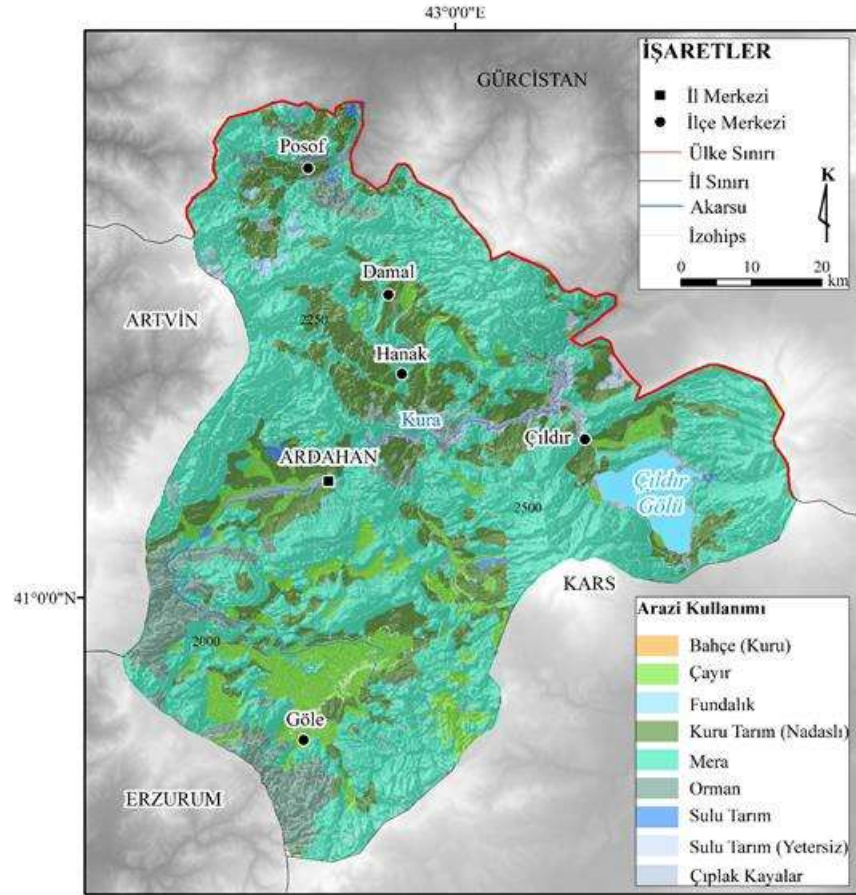 43°0'0"E
İŞARETLER
İl Merkezi
İlçe Merkezi
Ülke Sınırı
İl Sınırı
Akarsu
İzohips
K
0 10 20
km
GÜRCİSTAN
Posof
Damal
ARTVİN
2250
Hanak
Kura
Çıldır
ARDAHAN
Çıldır
Gölü
2500
41°0'0"N
KARS
2000
Göle
ERZURUM
Arazi Kullanımı
Bahçe (Kuru)
Çayır
Fundalık
Kuru Tarım (Nadaslı)
Mera
Orman
Sulu Tarım
Sulu Tarım (Yetersiz)
Çıplak Kayalar